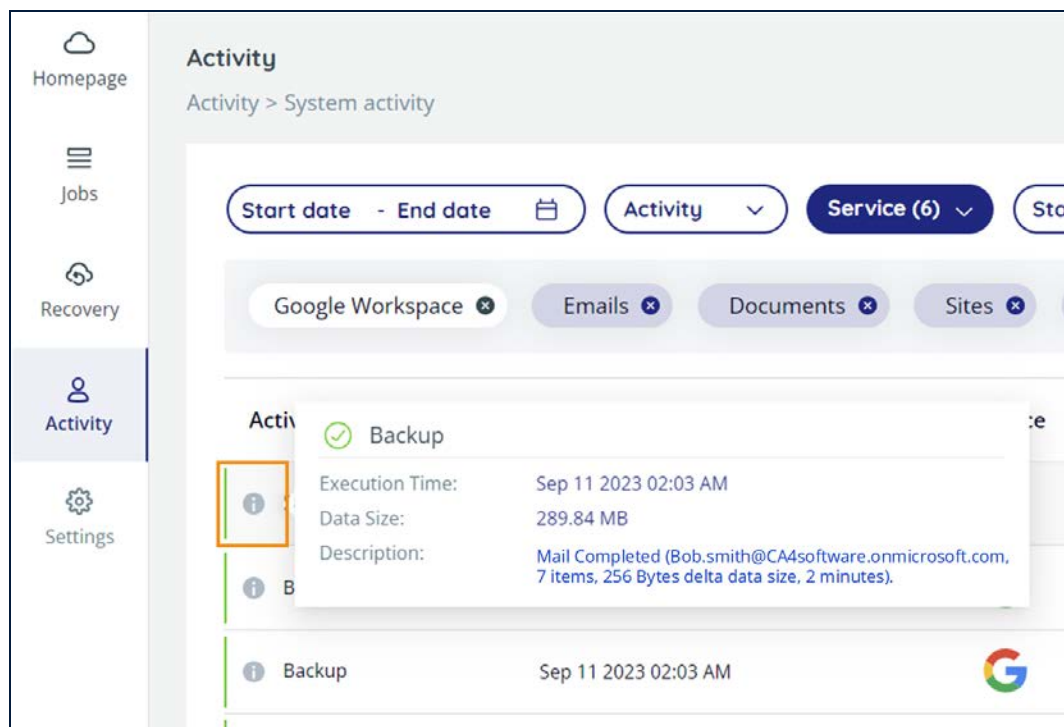 Homepage
Jobs
Recovery
Activity
Settings
Activity
Activity > System activity
Start date - End date
Activity
Service (6)
Google Workspace
Emails
Documents
Sites
Backup
Execution Time: Sep 11 2023 02:03 AM
Data Size: 289.84 MB
Description: Mail Completed (Bob.smith@CA4software.onmicrosoft.com,
7 items, 256 Bytes delta data size, 2 minutes).
Backup Sep 11 2023 02:03 AM